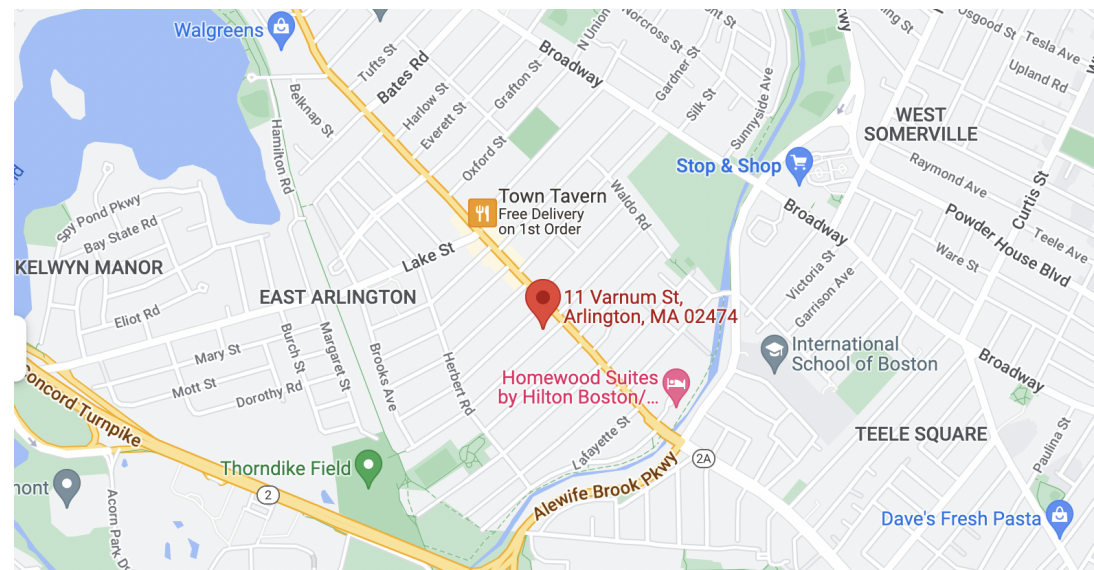 Walgreens
Tufts St
Bates Rd
Harlow St
Everett St
Grafton St
Oxford St
Belknap St
Hamilton Rd
Broadway
N Union
Norcross St
Gardner St
Silk St
Sunnyside Ave
Osgood St
Tesla Ave
Upland Rd
WEST
SOMERVILLE
Stop & Shop
Raymond Ave
Curtis St
Powder House Blvd
Teele Ave
Ware St
Broadway
Victoria St
Garrison Ave
Waldo Rd
Town Tavern
Free Delivery
on 1st Order
Spy Pond Pkwy
Bay State Rd
KELWYN MANOR
Lake St
EAST ARLINGTON
Eliot Rd
11 Varnum St,
Arlington, MA 02474
Mary St
Burch St
Margaret St
Brooks Ave
Herbert Rd
Mott St
Dorothy Rd
Homewood Suites
by Hilton Boston/...
International
School of Boston
Broadway
Concord Turnpike
TEELE SQUARE
Paulina St
Lafayette St
2A
Thorndike Field
Alewife Brook Pkwy
2
mont
Acorn Park D
Dave's Fresh Pasta